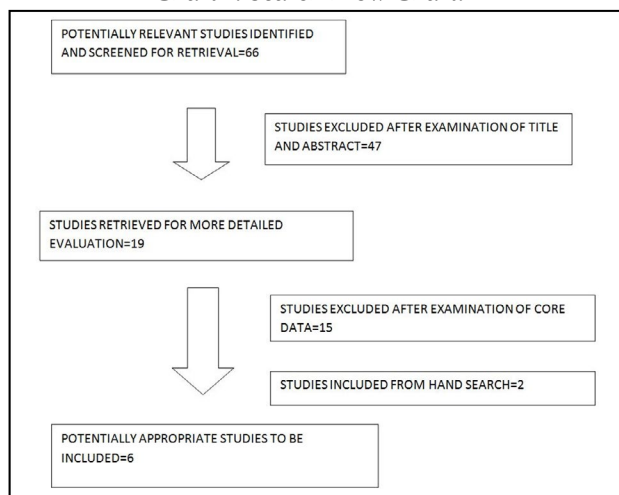 POTENTIALLY RELEVANT STUDIES IDENTIFIED
AND SCREENED FOR RETRIEVAL=66
STUDIES EXCLUDED AFTER EXAMINATION OF TITLE
AND ABSTRACT=47
STUDIES RETRIEVED FOR MORE DETAILED
EVALUATION=19
STUDIES EXCLUDED AFTER EXAMINATION OF CORE
DATA=15
STUDIES INCLUDED FROM HAND SEARCH=2
POTENTIALLY APPROPRIATE STUDIES TO BE
INCLUDED=6